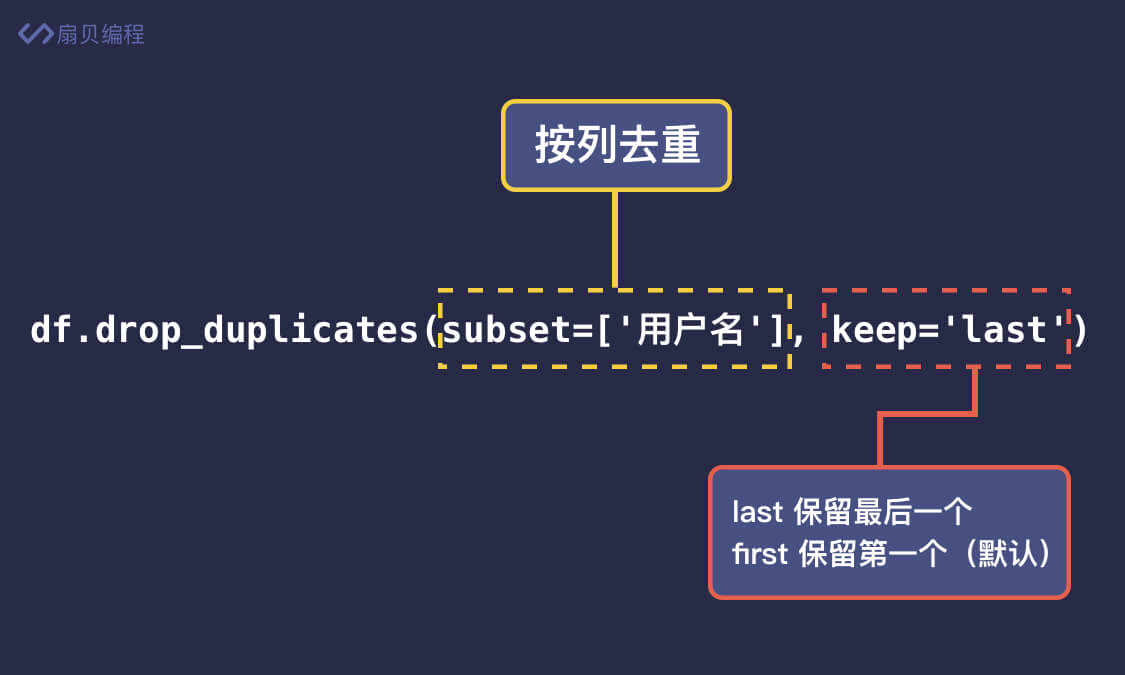 扇贝编程
按列去重
df.drop_duplicates(subset=['用户名'], keep='last')
last 保留最后一个
first 保留第一个（默认）